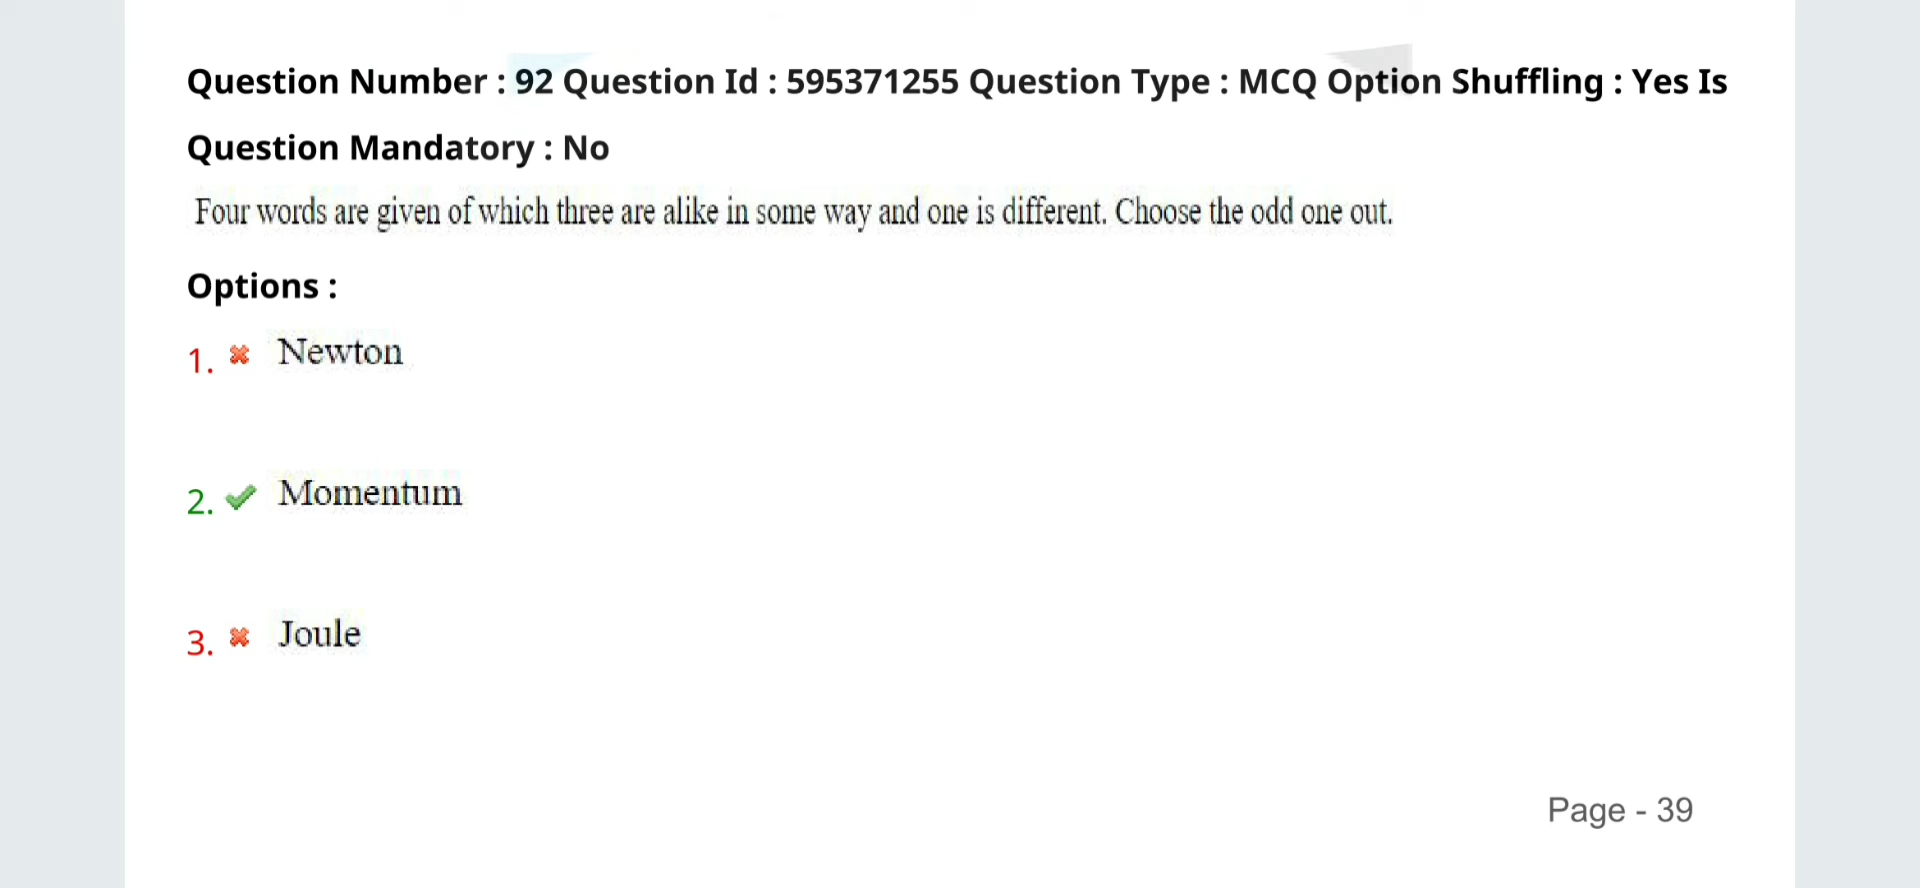 Question Number : 92 Question Id : 595371255 Question Type : MCQ Option Shuffling : Yes Is
Question Mandatory : No
Four words are given of which three are alike in some way and one is different. Choose the odd one out.
Options :
1. Newton
2. Momentum
3. Joule
Page - 39